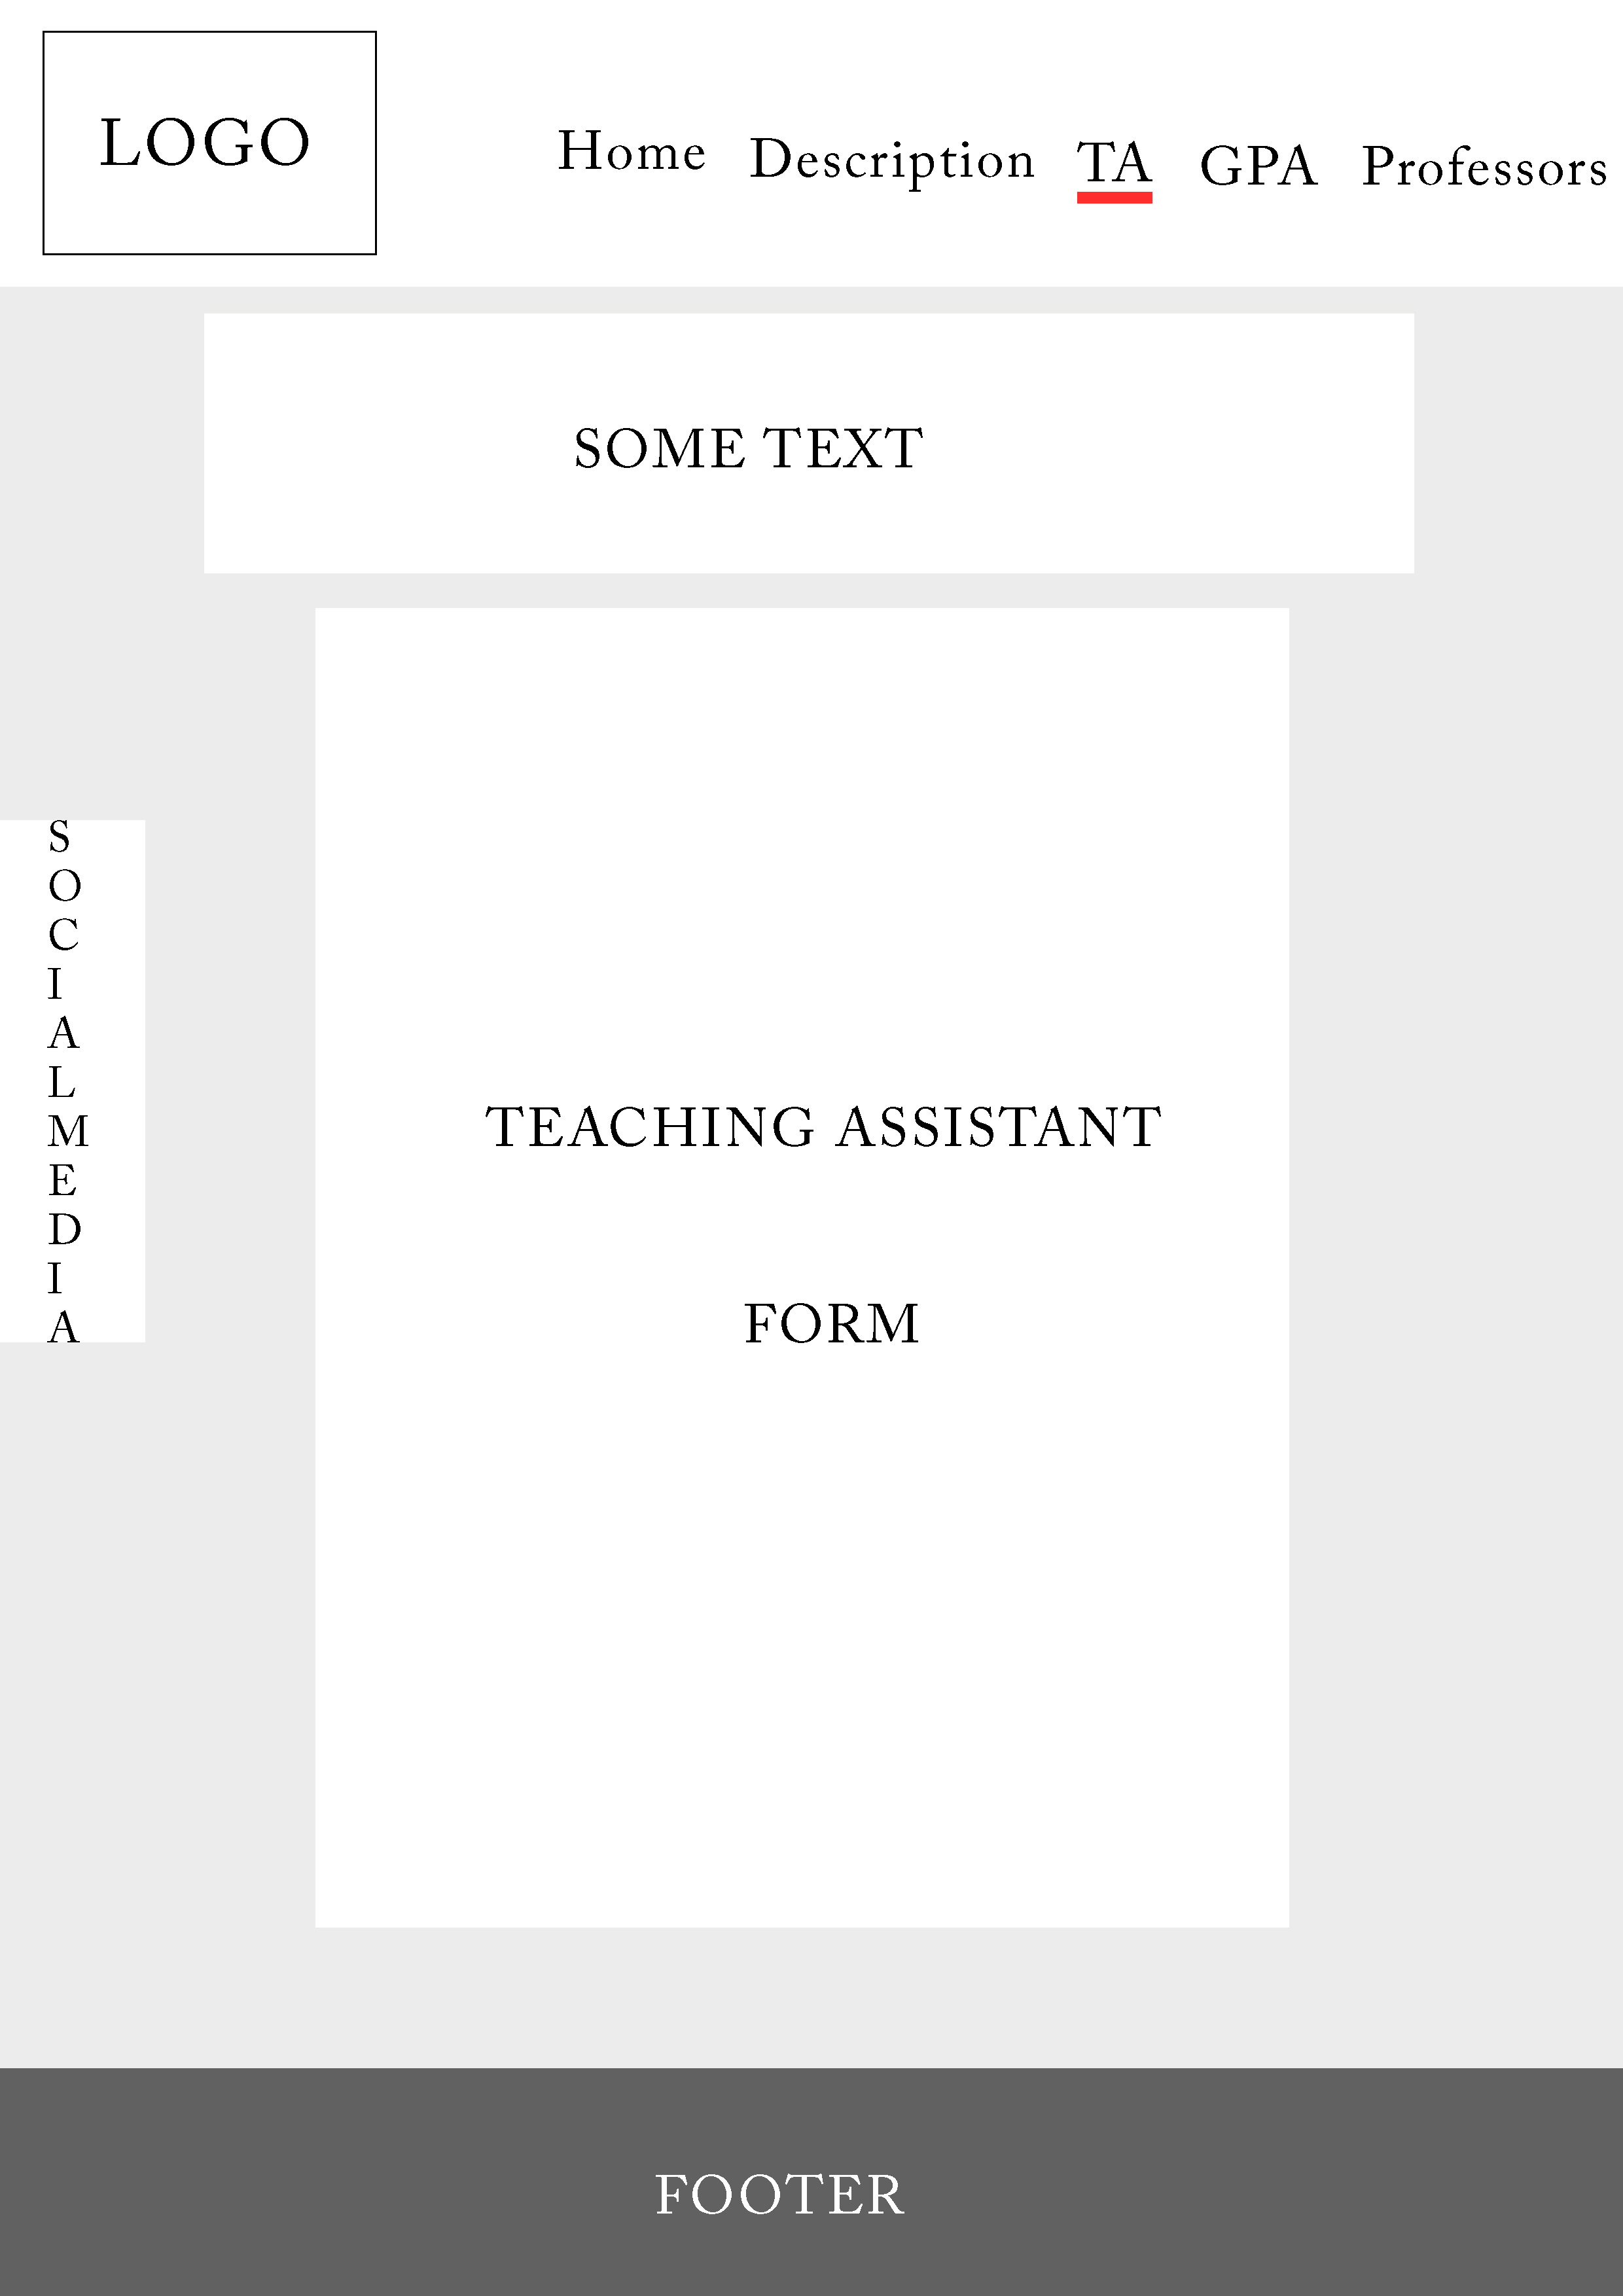 LOGO
Home Description TA GPA Professors
SOME TEXT
S
O
C
I
A
L
M
E
D
I
A
TEACHING ASSISTANT
FORM
FOOTER